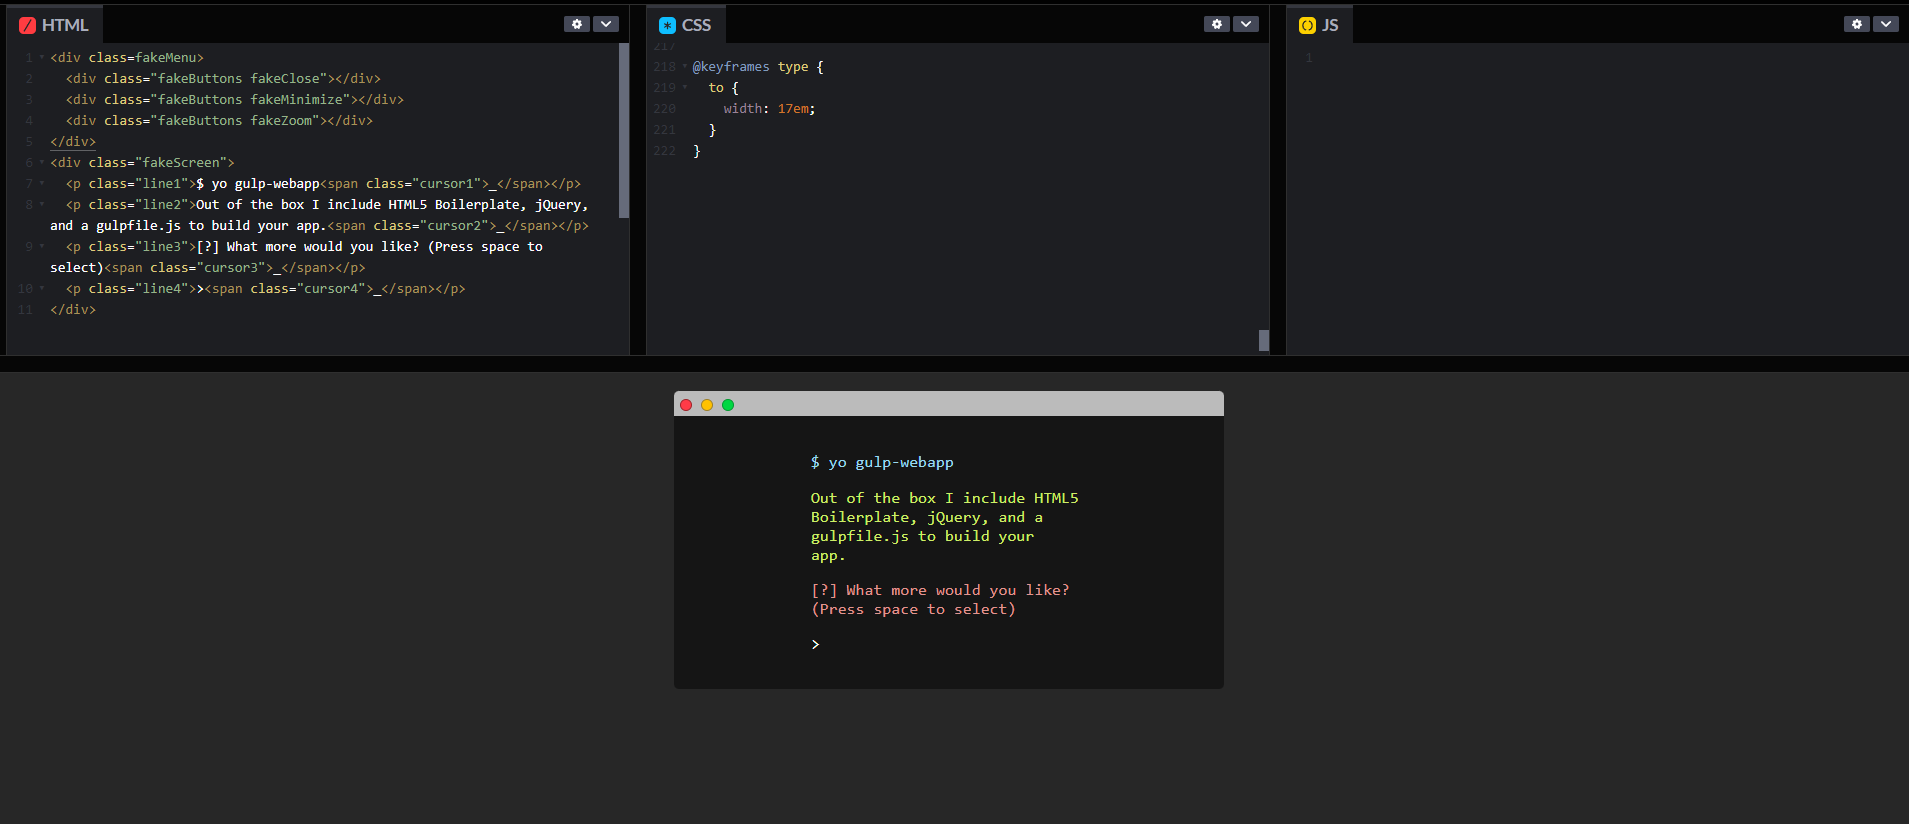 HTML
1 <div class=fakeMenu>
2 <div class="fakeButtons fakeClose"></div>
3 <div class="fakeButtons fakeMinimize"></div>
4 <div class="fakeButtons fakeZoom"></div>
5 </div>
6 <div class="fakeScreen">
7 <p class="line1">$ yo gulp-webapp<span class="cursor1">_</span></p>
8 <p class="line2">Out of the box I include HTML5 Boilerplate, jQuery,
and a gulpfile.js to build your app.<span class="cursor2">_</span></p>
9 <p class="line3">[?] What more would you like? (Press space to
select)<span class="cursor3">_</span></p>
10 <p class="line4">><span class="cursor4">_</span></p>
11 </div>
* CSS
217
218 @keyframes type {
219 to {
220 width: 17em;
221 }
222 }
() JS
1
$ yo gulp-webapp
Out of the box I include HTML5
Boilerplate, jQuery, and a
gulpfile.js to build your
app.
[?] What more would you like?
(Press space to select)
>